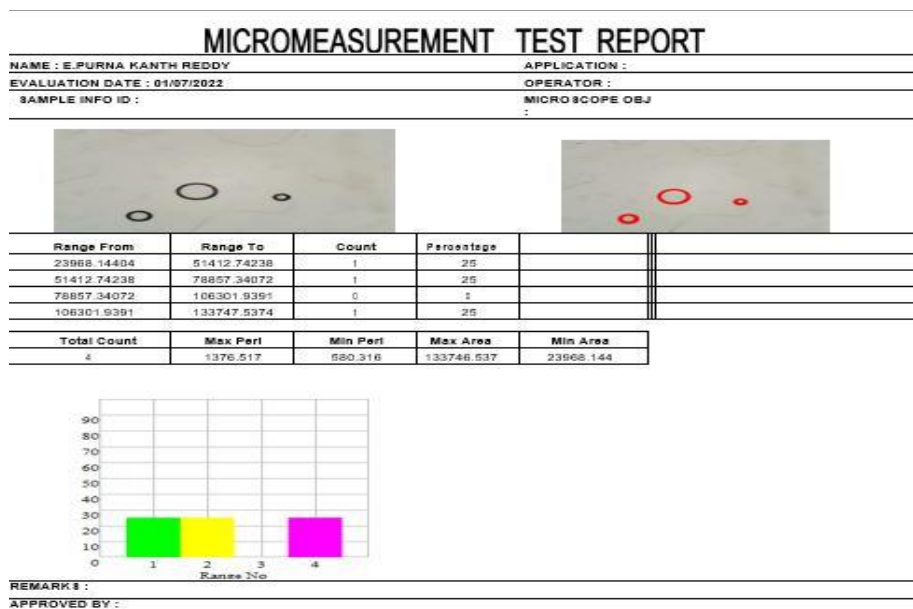 MICROMEASUREMENT TEST REPORT
NAME : E.PURNA KANTH REDDY APPLICATION :
EVALUATION DATE : 01/07/2022 OPERATOR :
SAMPLE INFO ID : MICROSCOPE OBJ
:
Range From Range To Count Percentage
23968.14404 51412.74238 1 25
51412.74238 78857.34072 1 25
78857.34072 106301.9391 0
106301.9391 133747.5374 1 25
Total Count Max Peri Min Peri Max Area Min Area
4 1376.517 580.316 133746.537 23968.144
90
80
70
60
50
40
30
20
10
0 1 2 3 4
Range No
REMARKS :
APPROVED BY :